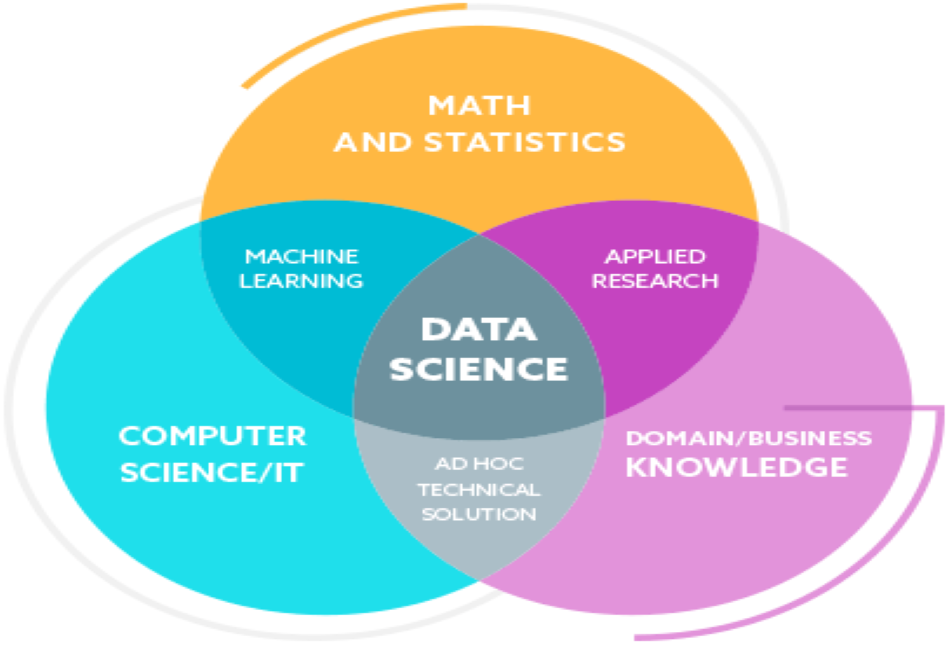 MATH
AND STATISTICS
MACHINE
LEARNING
APPLIED
RESEARCH
DATA
SCIENCE
COMPUTER
SCIENCE/IT
DOMAIN/BUSINESS
KNOWLEDGE
AD HOC
TECHNICAL
SOLUTION